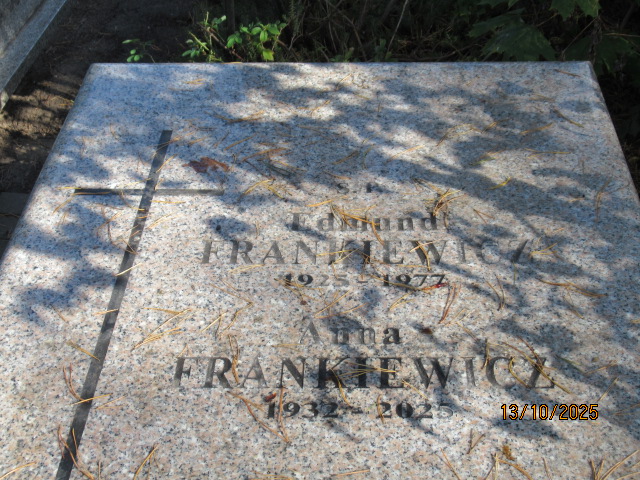 Ś. P.
Edmund
FRANKIEWICZ
1925 - 1977
Anna
FRANKIEWICZ
1932 - 2025
13/10/2025